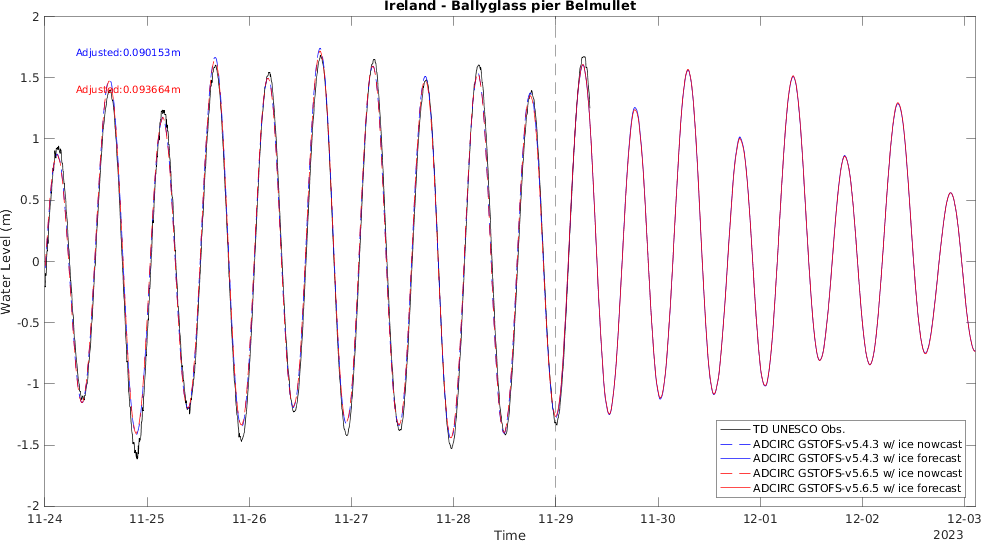 Ireland - Ballyglass pier Belmullet
Adjusted:0.090153m
Adjusted:0.093664m
Water Level (m)
2
1.5
1
0.5
0
-0.5
-1
-1.5
-2
TD UNESCO Obs.
ADCIRC GSTOFS-v5.4.3 w/ ice nowcast
ADCIRC GSTOFS-v5.4.3 w/ ice forecast
ADCIRC GSTOFS-v5.6.5 w/ ice nowcast
ADCIRC GSTOFS-v5.6.5 w/ ice forecast
11-24 11-25 11-26 11-27 11-28 11-29 11-30 12-01 12-02 12-03
Time
2023